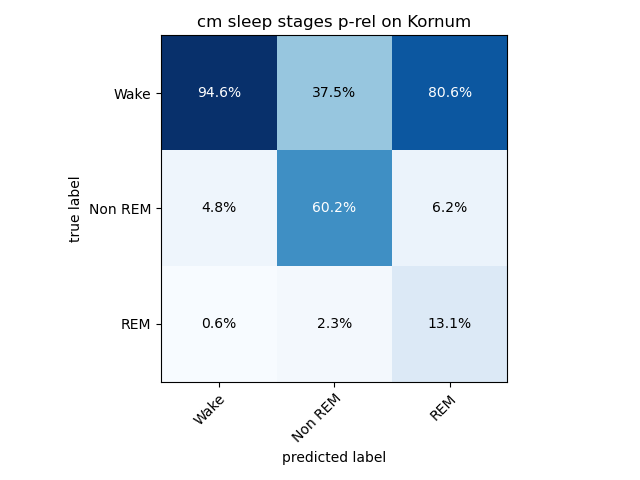 cm sleep stages p-rel on Kornum
true label
Wake 94.6% 37.5% 80.6%
Non REM 4.8% 60.2% 6.2%
REM 0.6% 2.3% 13.1%
Wake Non REM REM
predicted label